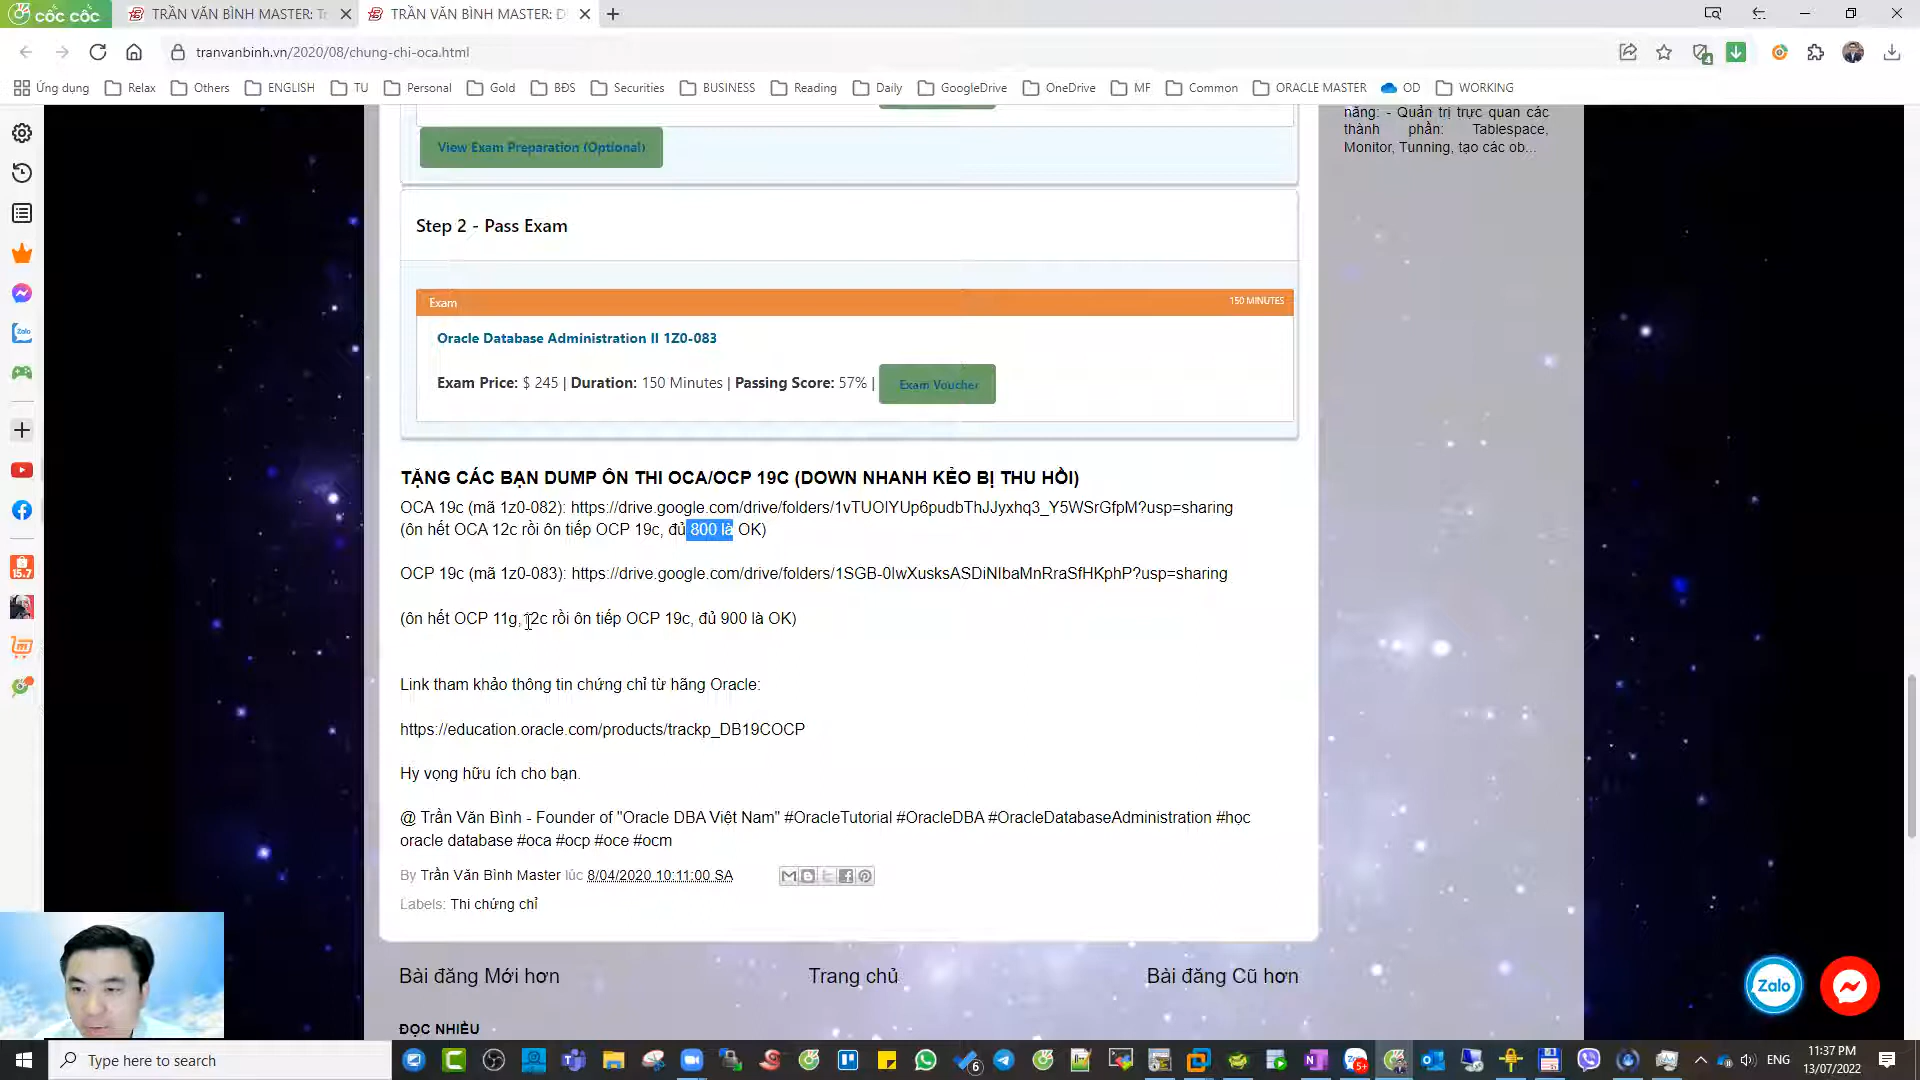 cốc cốc
TRẦN VĂN BÌNH MASTER: Tr
TRẦN VĂN BÌNH MASTER: D
tranvanbinh.vn/2020/08/chung-chi-oca.html
Ứng dụng
Relax
Others
ENGLISH
TU
Personal
Gold
BĐS
Securities
BUSINESS
Reading
Daily
GoogleDrive
OneDrive
MF
Common
ORACLE MASTER
OD
WORKING
năng: - Quản trị trực quan các
thành phần: Tablespace,
Monitor, Tunning, tạo các ob...
View Exam Preparation (Optional)
Step 2 - Pass Exam
Exam
150 MINUTES
Oracle Database Administration II 1Z0-083
Exam Price: $ 245 | Duration: 150 Minutes | Passing Score: 57% |
Exam Voucher
TẶNG CÁC BẠN DUMP ÔN THI OCA/OCP 19C (DOWN NHANH KẺO BỊ THU HỒI)
OCA 19c (mã 1z0-082): https://drive.google.com/drive/folders/1vTUOlYUp6pudbThJJyxhq3_Y5WSrGfpM?usp=sharing
(ôn hết OCA 12c rồi ôn tiếp OCP 19c, đủ 800 là OK)
OCP 19c (mã 1z0-083): https://drive.google.com/drive/folders/1SGB-0lwXusksASDiNlbaMnRraSfHKphP?usp=sharing
(ôn hết OCP 11g, 12c rồi ôn tiếp OCP 19c, đủ 900 là OK)
Link tham khảo thông tin chứng chỉ từ hãng Oracle:
https://education.oracle.com/products/trackp_DB19COCP
Hy vọng hữu ích cho bạn.
@ Trần Văn Bình - Founder of "Oracle DBA Việt Nam" #OracleTutorial #OracleDBA #OracleDatabaseAdministration #học
oracle database #oca #ocp #oce #ocm
By Trần Văn Bình Master lúc 8/04/2020 10:11:00 SA
Labels: Thi chứng chỉ
Bài đăng Mới hơn
Trang chủ
Bài đăng Cũ hơn
ĐỌC NHIỀU
Zalo
15.7
Zalo
Type here to search
6
5+
ENG
11:37 PM
13/07/2022